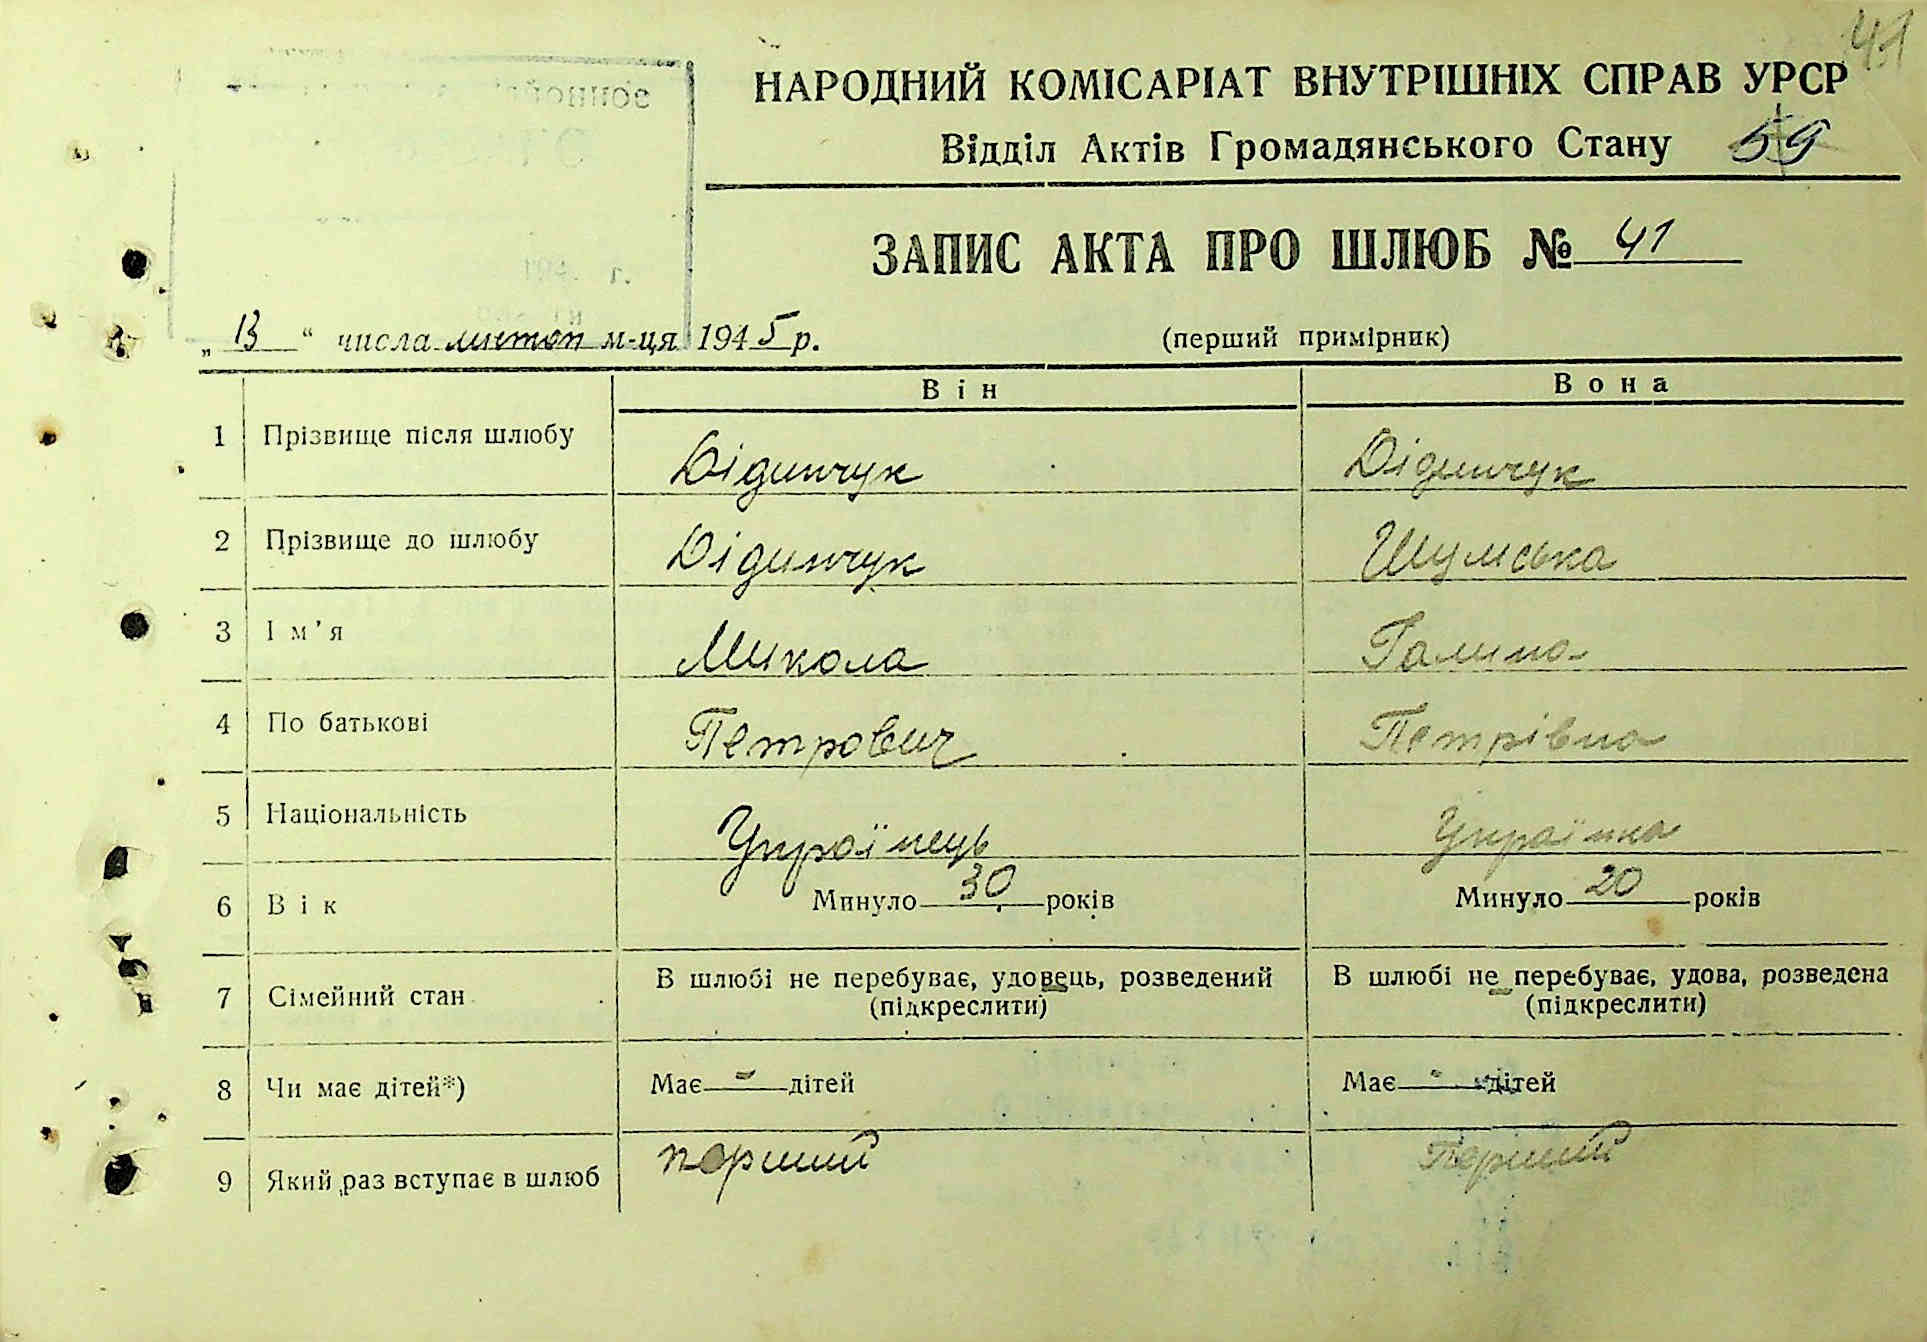 41
НАРОДНИЙ КОМІСАРІАТ ВНУТРІШНІХ СПРАВ УРСР
Відділ Актів Громадянського Стану 59
ЗАПИС АКТА ПРО ШЛЮБ № 41
„13“ числа листоп м-ця 1945 р. (перший примірник)
Він Вона
1 Прізвище після шлюбу Дідинчук Дідинчук
2 Прізвище до шлюбу Дідинчук Шумська
3 Ім’я Микола Галина
4 По батькові Петрович Петрівна
5 Національність Українець Українка
6 Вік Минуло 30 років Минуло 20 років
7 Сімейний стан В шлюбі не перебуває, удовець, розведений В шлюбі не перебуває, удова, розведена
(підкреслити) (підкреслити)
8 Чи має дітей*) Має - дітей Має - дітей
9 Який раз вступає в шлюб перший Перший